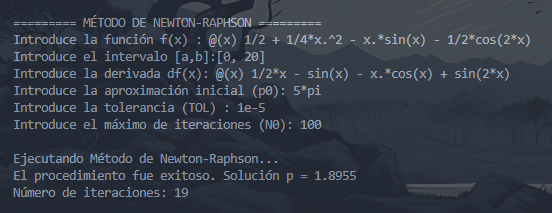 ========= MÉTODO DE NEWTON-RAPHSON =========
Introduce la función f(x) : @(x) 1/2 + 1/4*x.^2 - x.*sin(x) - 1/2*cos(2*x)
Introduce el intervalo [a,b]:[0, 20]
Introduce la derivada df(x): @(x) 1/2*x - sin(x) - x.*cos(x) + sin(2*x)
Introduce la aproximación inicial (p0): 5*pi
Introduce la tolerancia (TOL) : 1e-5
Introduce el máximo de iteraciones (N0): 100

Ejecutando Método de Newton-Raphson...
El procedimiento fue exitoso. Solución p = 1.8955
Número de iteraciones: 19